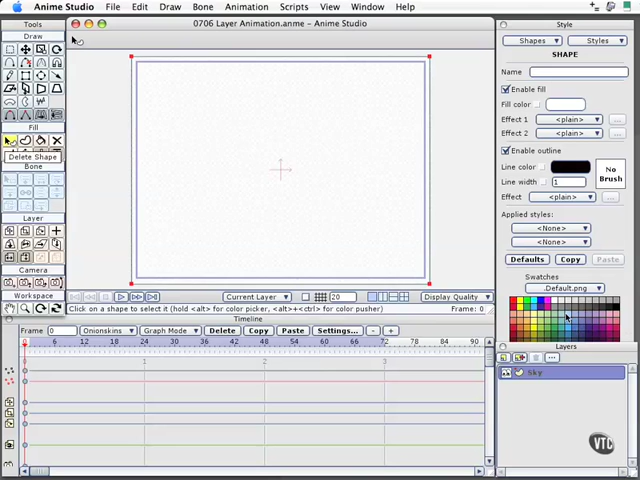 Anime Studio File Edit Draw Bone Animation Scripts View Window Help
Tools
0706 Layer Animation.anme - Anime Studio
Style
Draw
Shapes
Styles
SHAPE
Name
Enable fill
Fill color
Effect 1
<plain>
...
Effect 2
<plain>
...
Fill
Enable outline
Delete Shape
Line color
No Brush
Bone
Line width
1
Effect
<plain>
...
Applied styles:
Layer
<None>
<None>
Defaults
Copy
Paste
Camera
Swatches
.Default.png
Workspace
Current Layer
20
Display Quality
Click on a shape to select it (hold <alt> for color picker, <alt>+<ctrl> for color pusher)
Frame: 0
Timeline
Frame
0
Onionskins
Graph Mode
Delete
Copy
Paste
Settings...
-
+
Layers
0 6 12 18 24 30 36 42 48 54 60 66 72 78 84 90
1 2 3
Sky
VTC